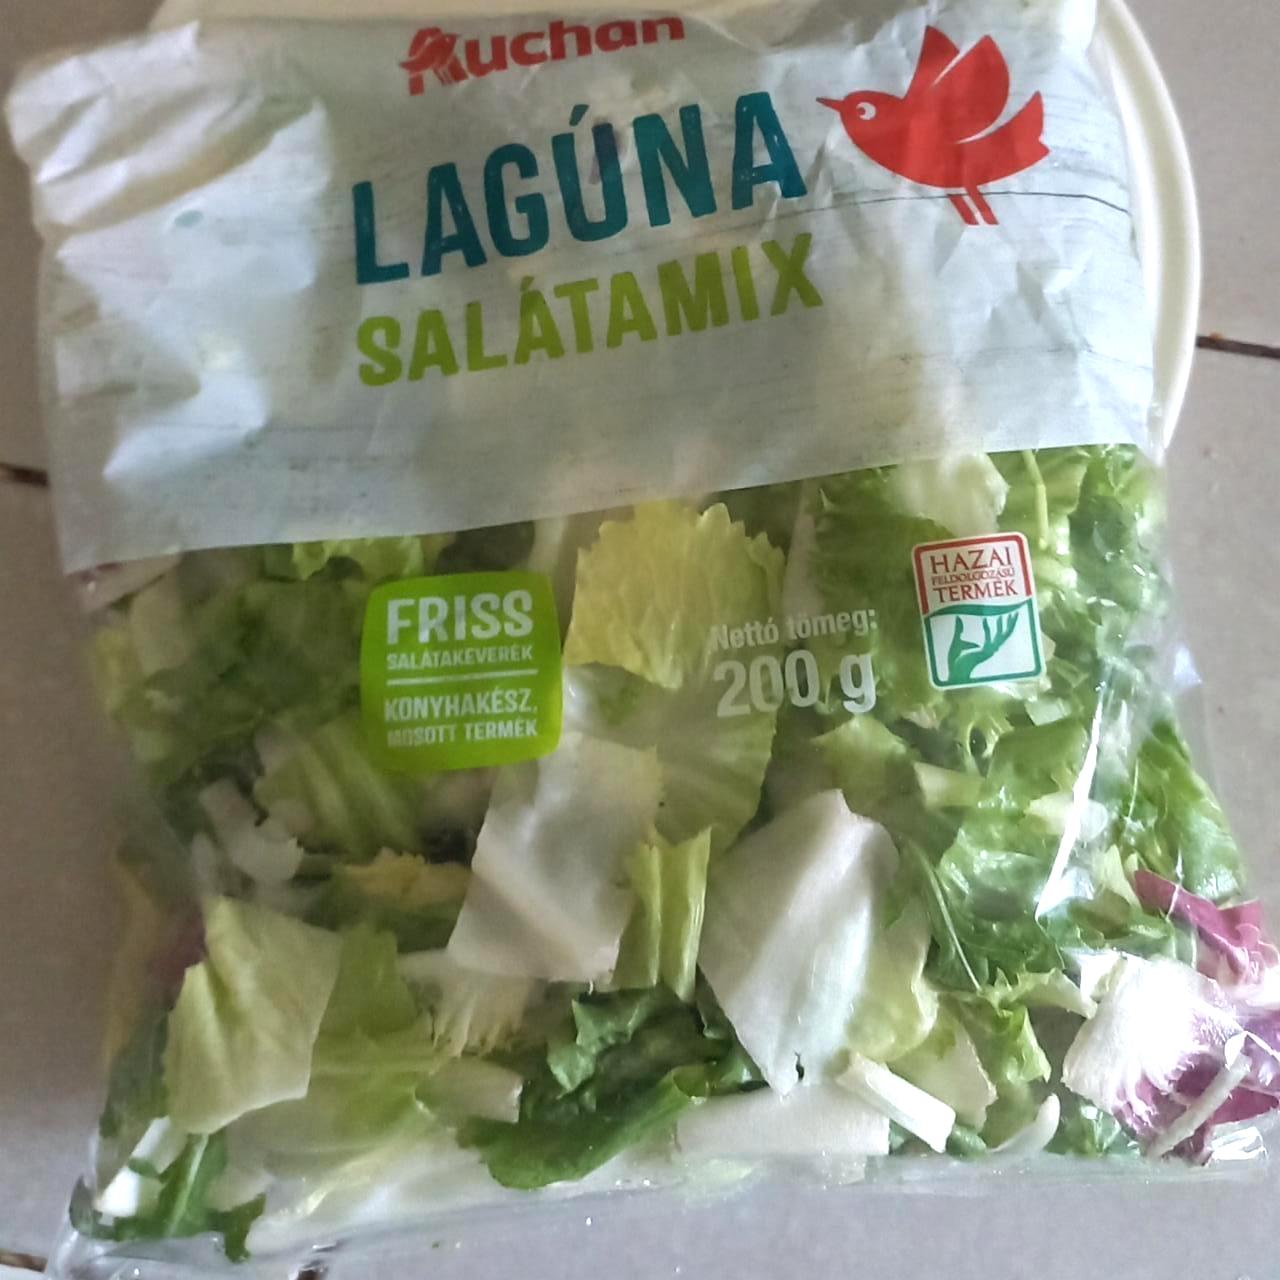 Auchan
LAGÚNA
SALÁTAMIX
HAZAI
FELDOLGOZÁSÚ
TERMÉK
FRISS
SALÁTAKEVERÉK
KONYHAKÉSZ,
MOSOTT TERMÉK
Nettó tömeg:
200 g